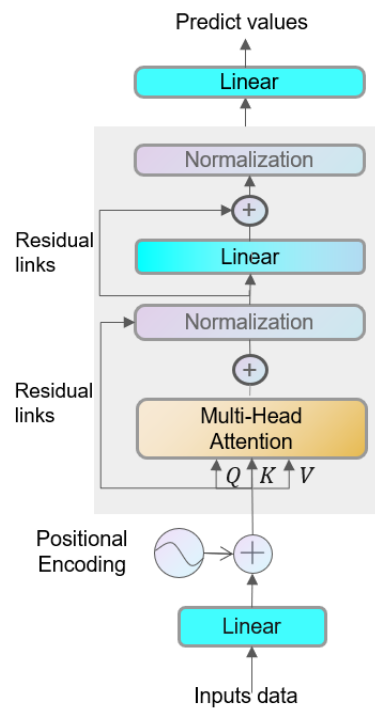 Predict values
Linear
Normalization
+
Residual
links
Linear
Normalization
+
Residual
links
Multi-Head
Attention
Q K V
Positional
Encoding
+
Linear
Inputs data